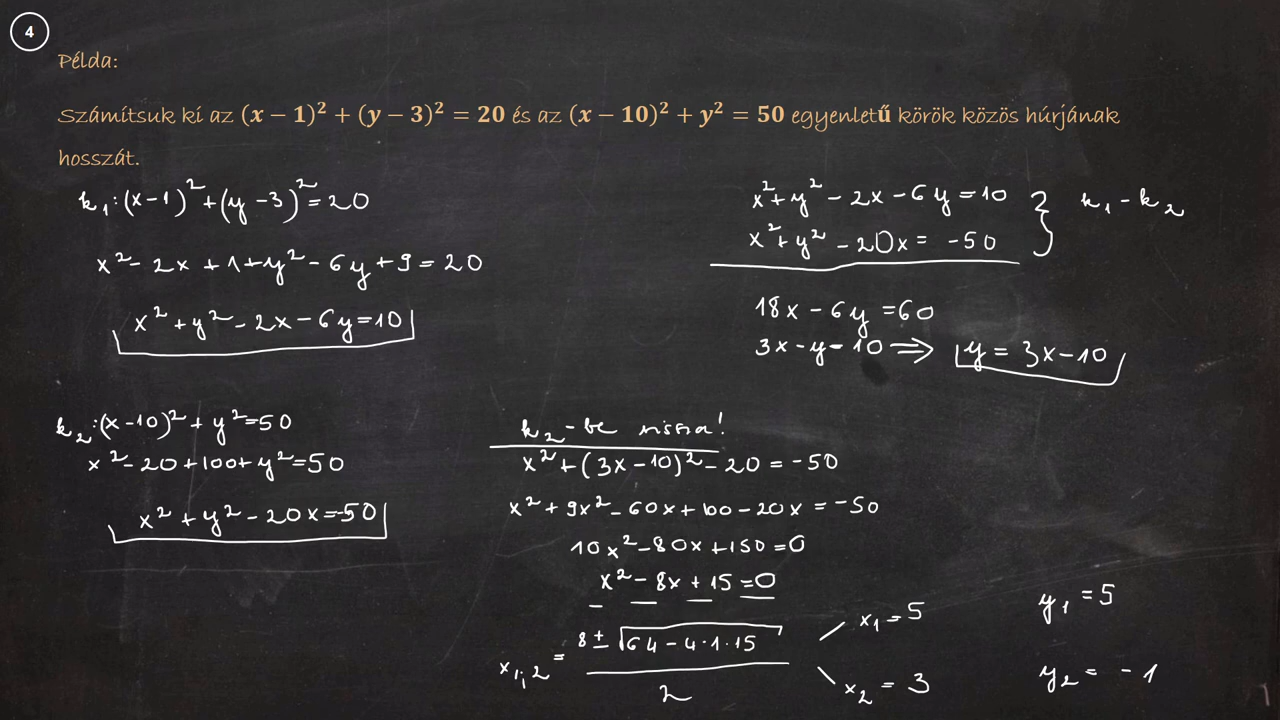 4
Példa:
Számítsuk ki az (x − 1)² + (y − 3)² = 20 és az (x − 10)² + y² = 50 egyenletű körök közös húrjának
hosszát.
k₁: (x-1)² + (y-3)² = 20
x² - 2x + 1 + y² - 6y + 9 = 20
x² + y² - 2x - 6y = 10
k₂: (x-10)² + y² = 50
x² - 20 + 100 + y² = 50
x² + y² - 20x = -50
x² + y² - 2x - 6y = 10 } k₁ - k₂
x² + y² - 20x = -50
18x - 6y = 60
3x - y = 10 ⇒ y = 3x - 10
k₂-be vissza!
x² + (3x-10)² - 20 = -50
x² + 9x² - 60x + 100 - 20x = -50
10x² - 80x + 150 = 0
x² - 8x + 15 = 0
x₁,₂ = (8 ± √(64 - 4·1·15)) / 2
x₁ = 5 y₁ = 5
x₂ = 3 y₂ = -1